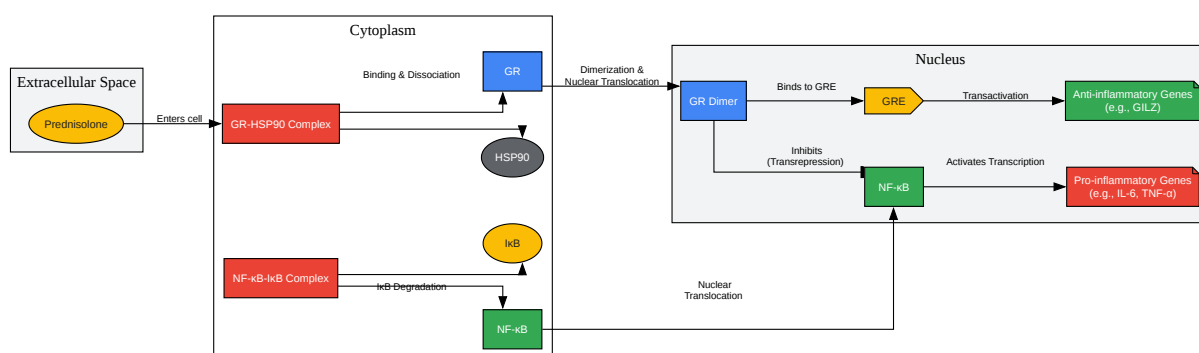 Extracellular Space
Prednisolone
Enters cell
Cytoplasm
GR-HSP90 Complex
Binding & Dissociation
GR
HSP90
NF-κB-IκB Complex
IκB Degradation
IκB
NF-κB
Dimerization &
Nuclear Translocation
Nuclear
Translocation
Nucleus
GR Dimer
Binds to GRE
GRE
Transactivation
Anti-inflammatory Genes
(e.g., GILZ)
Inhibits
(Transrepression)
NF-κB
Activates Transcription
Pro-inflammatory Genes
(e.g., IL-6, TNF-α)